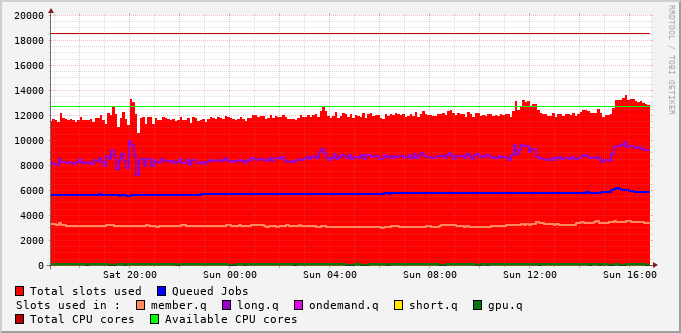 RRDTOOL / TOBI OETIKER
20000
18000
16000
14000
12000
10000
8000
6000
4000
2000
0
Sat 20:00 Sun 00:00 Sun 04:00 Sun 08:00 Sun 12:00 Sun 16:00
Total slots used Queued Jobs
Slots used in : member.q long.q ondemand.q short.q gpu.q
Total CPU cores Available CPU cores